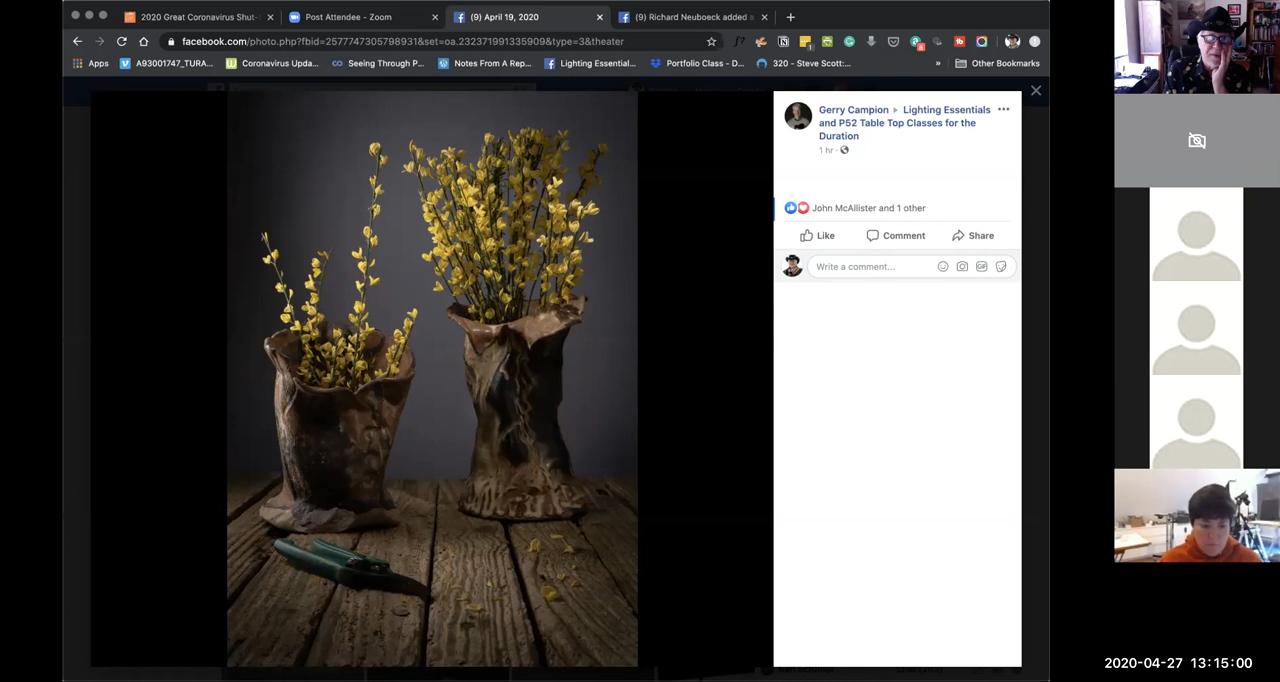 2020 Great Coronavirus Shut-
Post Attendee - Zoom
(9) April 19, 2020
(9) Richard Neuboeck added a
facebook.com/photo.php?fbid=2577747305798931&set=oa.232371991335909&type=3&theater
Apps
A93001747_TURA...
Coronavirus Upda...
Seeing Through P...
Notes From A Rep...
Lighting Essential...
Portfolio Class - D...
320 - Steve Scott:...
»
Other Bookmarks
Gerry Campion ▸ Lighting Essentials
and P52 Table Top Classes for the
Duration
1 hr ·
John McAllister and 1 other
Like
Comment
Share
Write a comment...
GIF
2020-04-27 13:15:00